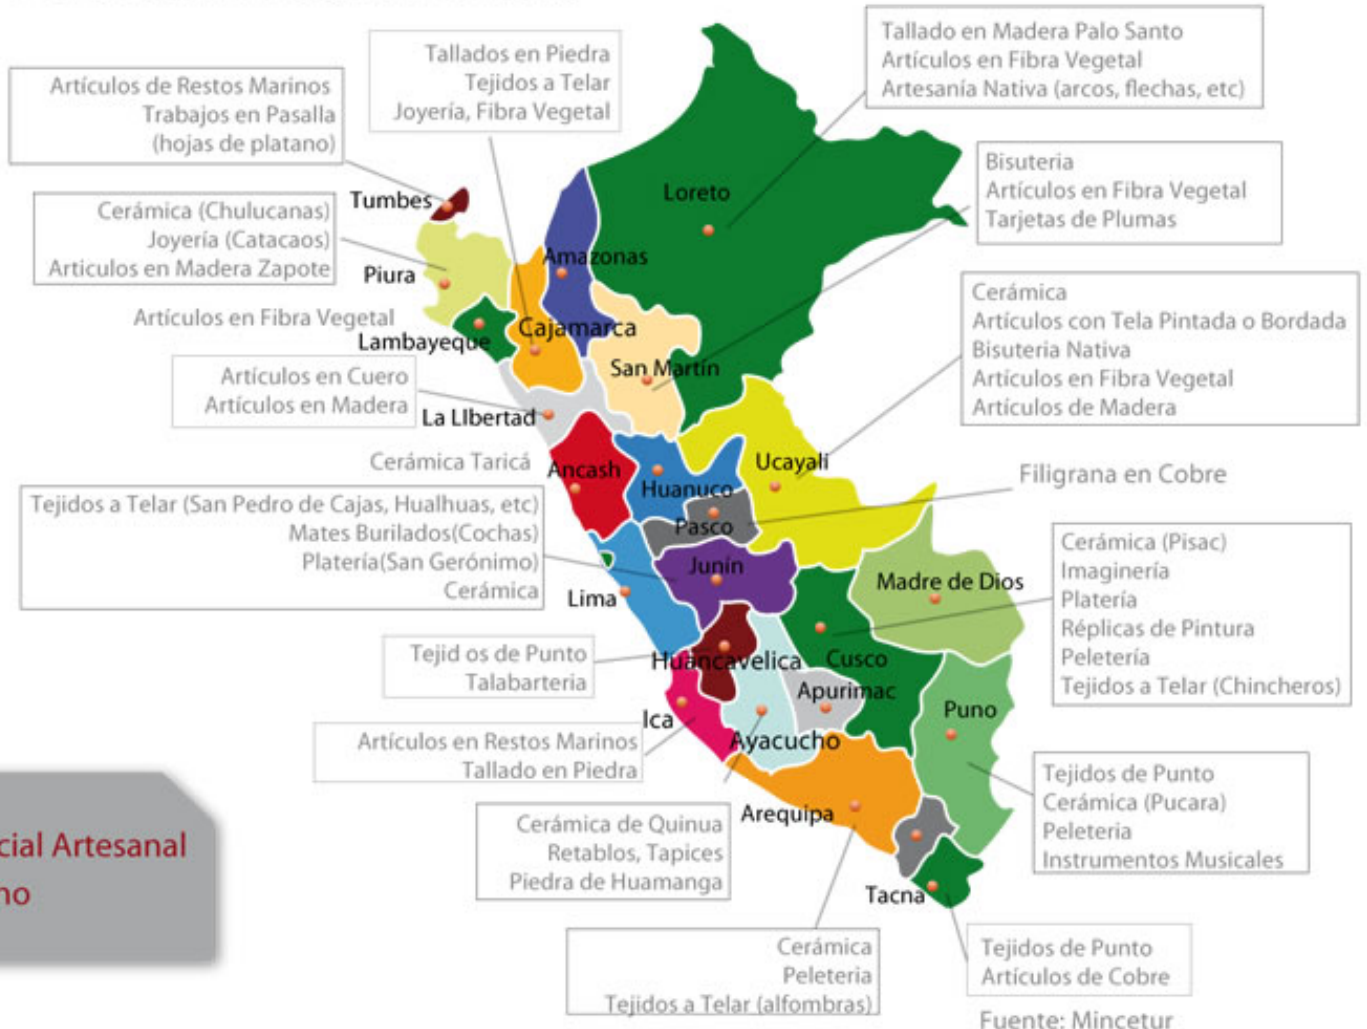 Tallado en Madera Palo Santo
Artículos en Fibra Vegetal
Artesanía Nativa (arcos, flechas, etc)
Tallados en Piedra
Tejidos a Telar
Joyería, Fibra Vegetal
Artículos de Restos Marinos
Trabajos en Pasalla
(hojas de platano)
Bisuteria
Artículos en Fibra Vegetal
Tarjetas de Plumas
Cerámica (Chulucanas)
Joyería (Catacaos)
Articulos en Madera Zapote
Tumbes
Loreto
Piura
Amazonas
Cerámica
Artículos con Tela Pintada o Bordada
Bisuteria Nativa
Artículos en Fibra Vegetal
Artículos de Madera
Artículos en Fibra Vegetal
Lambayeque
Cajamarca
San Martín
Artículos en Cuero
Artículos en Madera
La LIbertad
Cerámica Taricá
Ancash
Huanuco
Ucayali
Filigrana en Cobre
Pasco
Tejidos a Telar (San Pedro de Cajas, Hualhuas, etc)
Mates Burilados(Cochas)
Platería(San Gerónimo)
Cerámica
Junín
Lima
Madre de Dios
Cerámica (Pisac)
Imaginería
Platería
Réplicas de Pintura
Peletería
Tejidos a Telar (Chincheros)
Tejid os de Punto
Talabarteria
Huancavelica
Cusco
Apurimac
Puno
Ica
Ayacucho
Artículos en Restos Marinos
Tallado en Piedra
Tejidos de Punto
Cerámica (Pucara)
Peleteria
Instrumentos Musicales
Arequipa
Cerámica de Quinua
Retablos, Tapices
Piedra de Huamanga
cial Artesanal
no
Tacna
Cerámica
Peleteria
Tejidos a Telar (alfombras)
Tejidos de Punto
Artículos de Cobre
Fuente: Mincetur